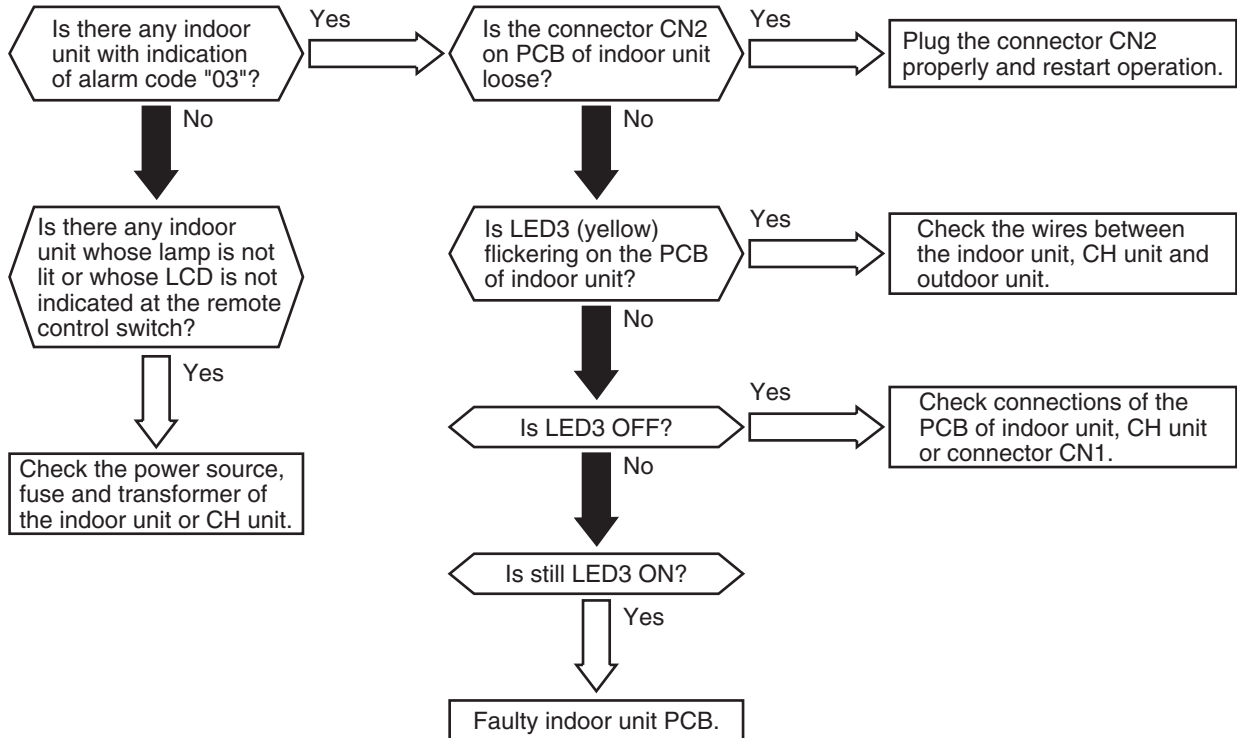 Is there any indoor
unit with indication
of alarm code "03"?
Yes
Is the connector CN2
on PCB of indoor unit
loose?
Yes
Plug the connector CN2
properly and restart operation.
No
No
Is there any indoor
unit whose lamp is not
lit or whose LCD is not
indicated at the remote
control switch?
Is LED3 (yellow)
flickering on the PCB
of indoor unit?
Yes
Check the wires between
the indoor unit, CH unit and
outdoor unit.
Yes
No
Check the power source,
fuse and transformer of
the indoor unit or CH unit.
Is LED3 OFF?
Yes
Check connections of the
PCB of indoor unit, CH unit
or connector CN1.
No
Is still LED3 ON?
Yes
Faulty indoor unit PCB.